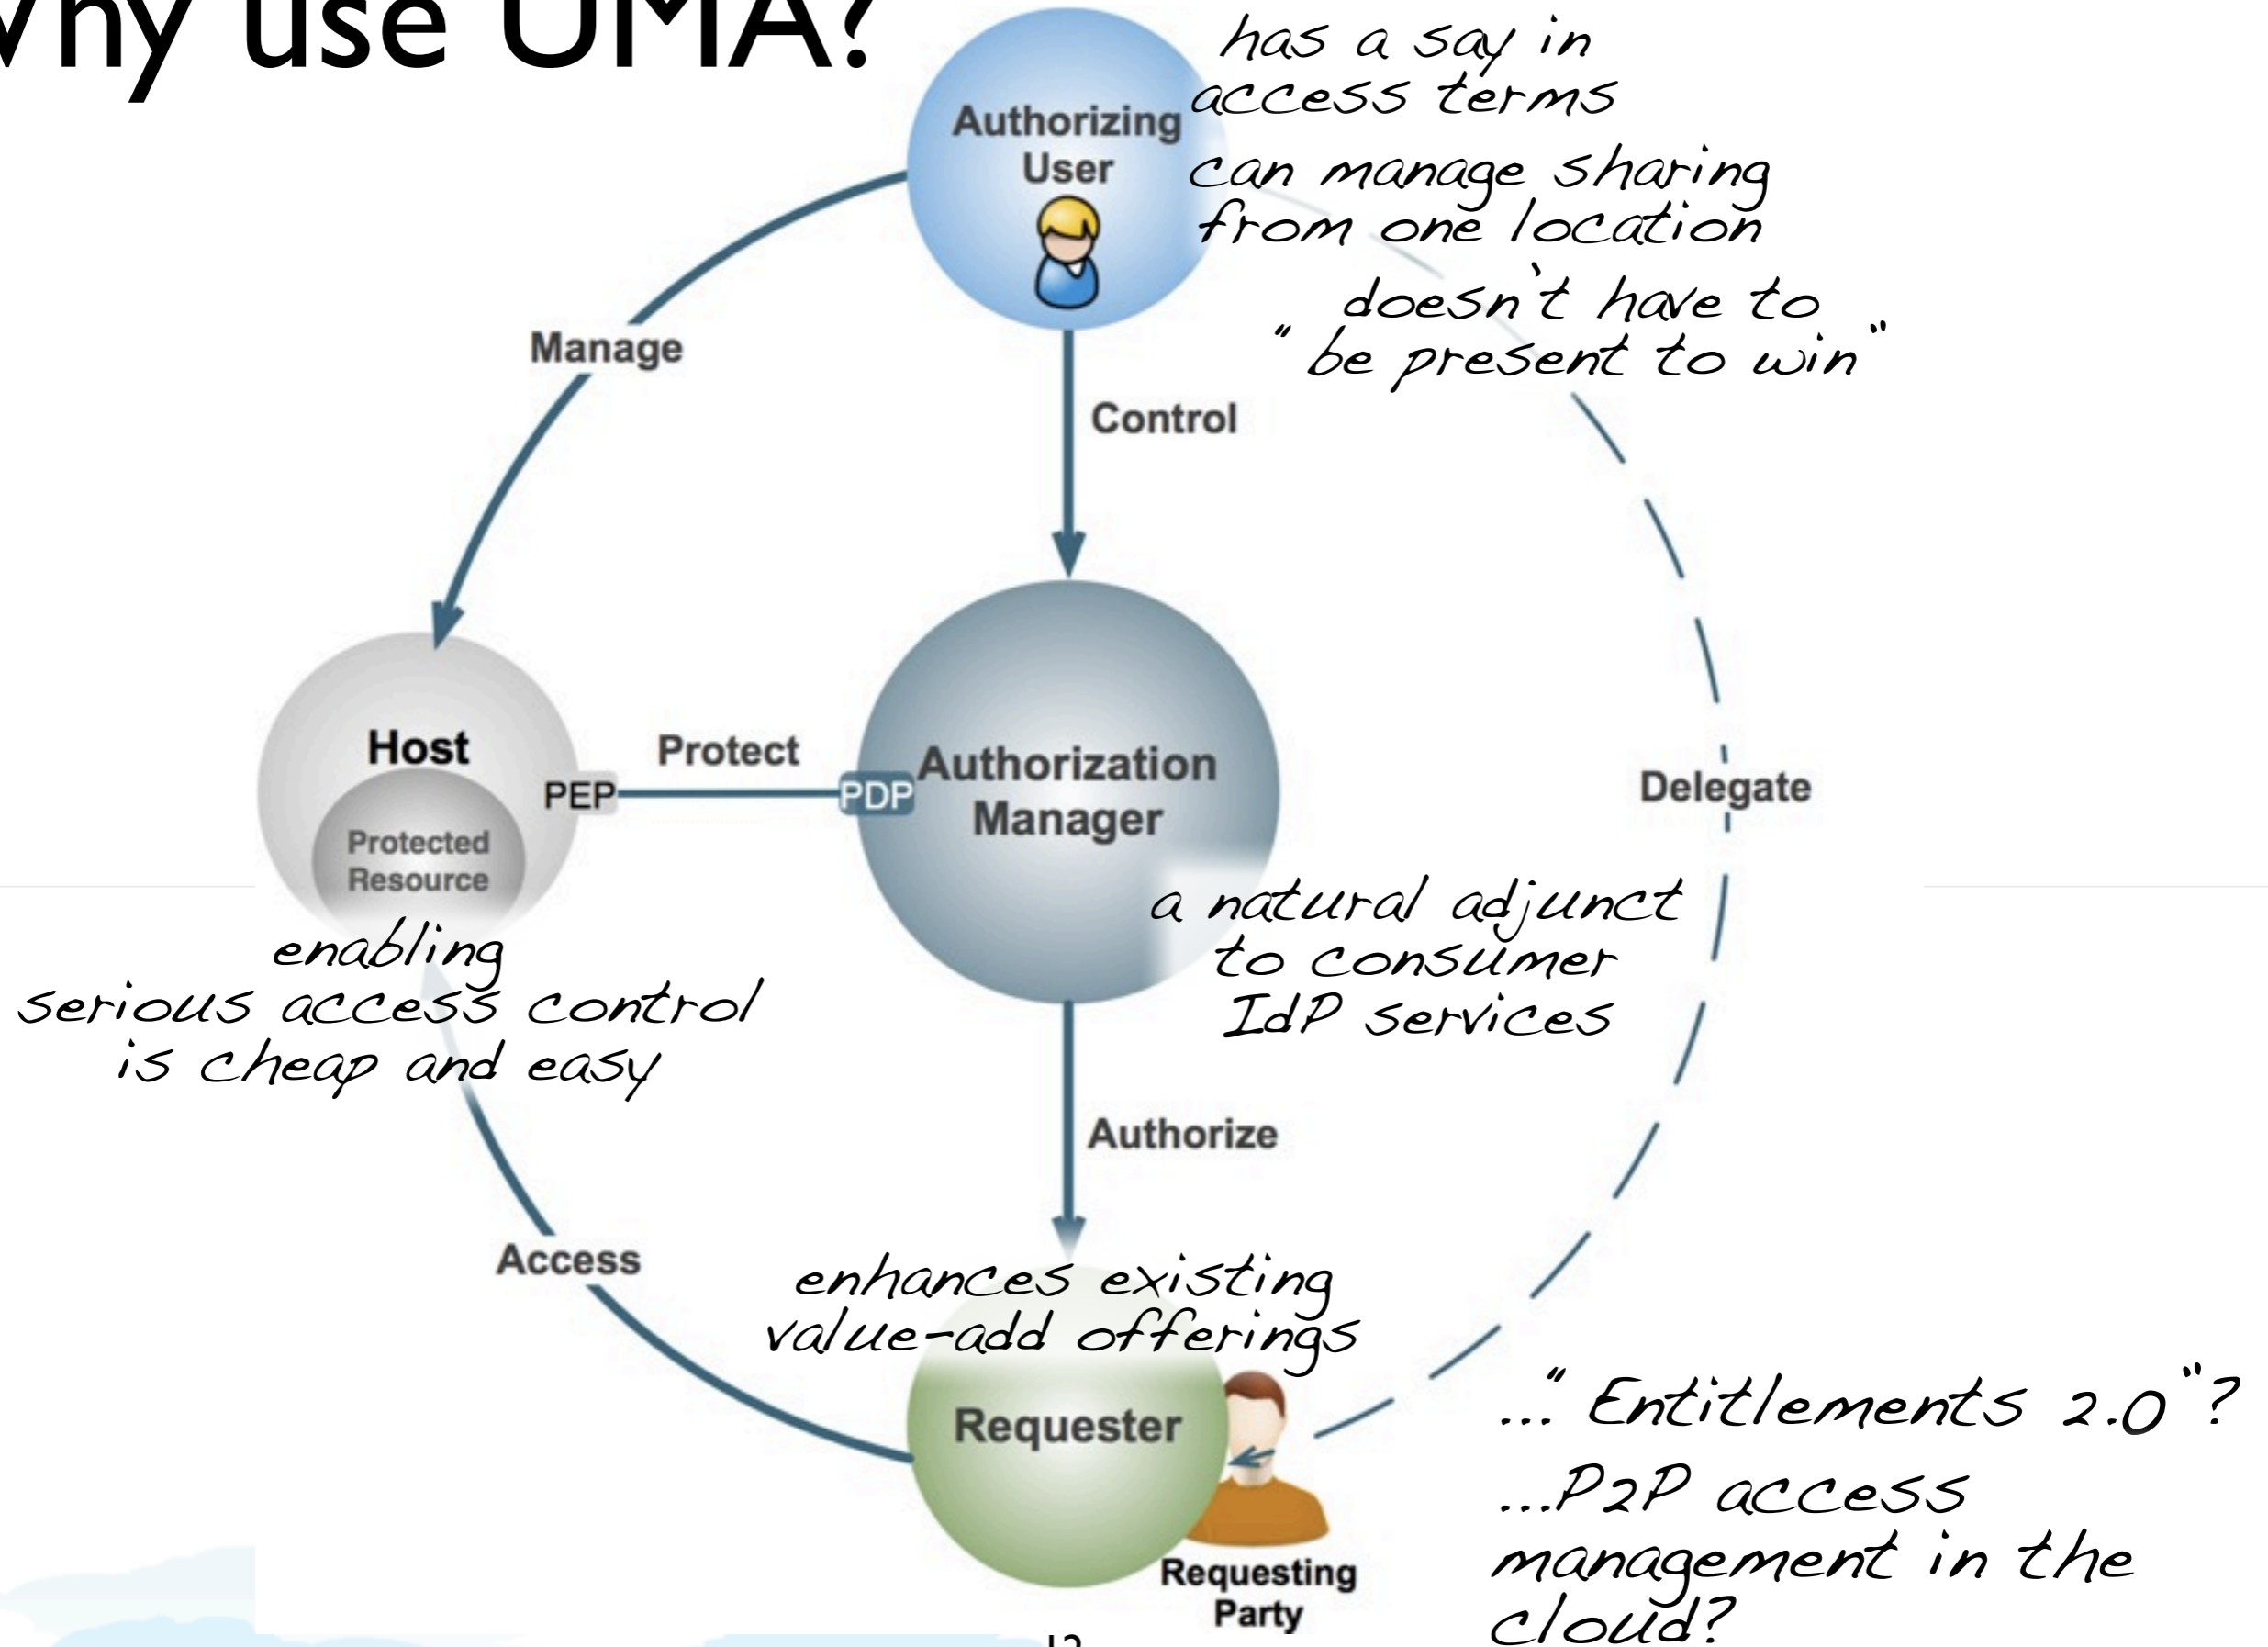 Why use UMA?
has a say in
access terms
Authorizing
User
can manage sharing
from one location
doesn't have to
"be present to win"
Manage
Control
Host
Protected
Resource
PEP
Protect
PDP
Authorization
Manager
Delegate
enabling
serious access control
is cheap and easy
a natural adjunct
to consumer
IdP services
Authorize
Access
enhances existing
value-add offerings
Requester
Requesting
Party
..."Entitlements 2.0"?
...P2P access
management in the
cloud?